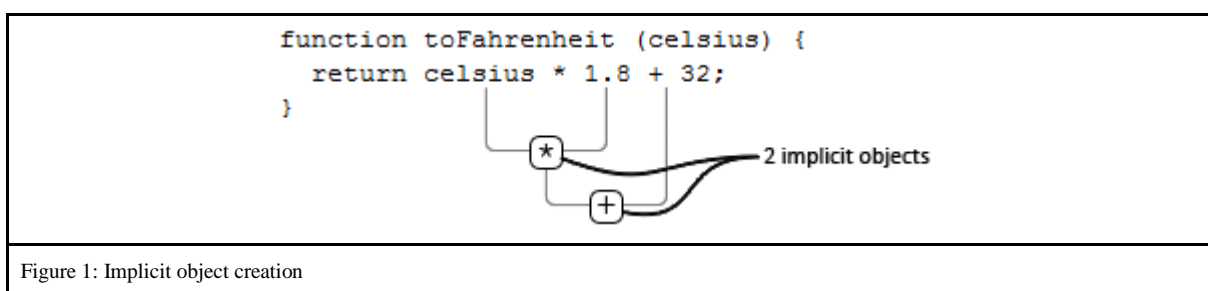 function toFahrenheit (celsius) {
return celsius * 1.8 + 32;
}
*
2 implicit objects
+
Figure 1: Implicit object creation